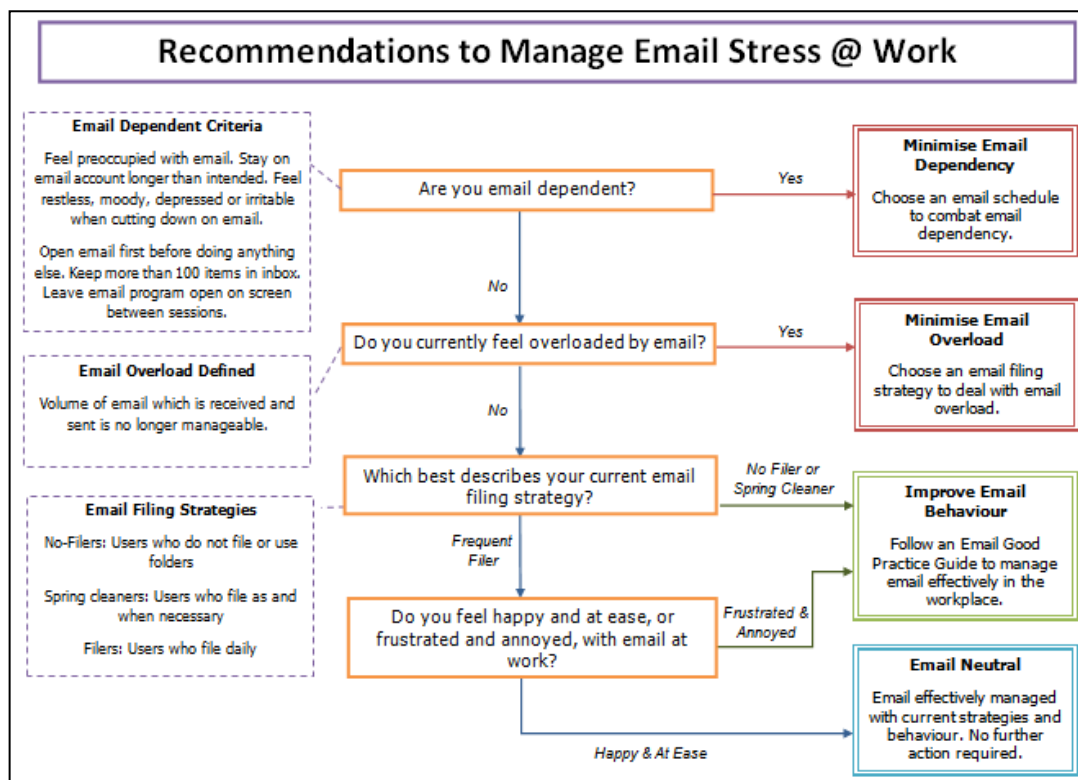 Recommendations to Manage Email Stress @ Work
Email Dependent Criteria
Feel preoccupied with email. Stay on
email account longer than intended. Feel
restless, moody, depressed or irritable
when cutting down on email.
Open email first before doing anything
else. Keep more than 100 items in inbox.
Leave email program open on screen
between sessions.
Are you email dependent?
Yes
Minimise Email
Dependency
Choose an email schedule
to combat email
dependency.
No
Email Overload Defined
Volume of email which is received and
sent is no longer manageable.
Do you currently feel overloaded by email?
Yes
Minimise Email
Overload
Choose an email filing
strategy to deal with email
overload.
No
Email Filing Strategies
No-Filers: Users who do not file or use
folders
Spring cleaners: Users who file as and
when necessary
Filers: Users who file daily
Which best describes your current email
filing strategy?
No Filer or
Spring Cleaner
Improve Email
Behaviour
Follow an Email Good
Practice Guide to manage
email effectively in the
workplace.
Frequent
Filer
Do you feel happy and at ease, or
frustrated and annoyed, with email at
work?
Frustrated &
Annoyed
Happy & At Ease
Email Neutral
Email effectively managed
with current strategies and
behaviour. No further
action required.